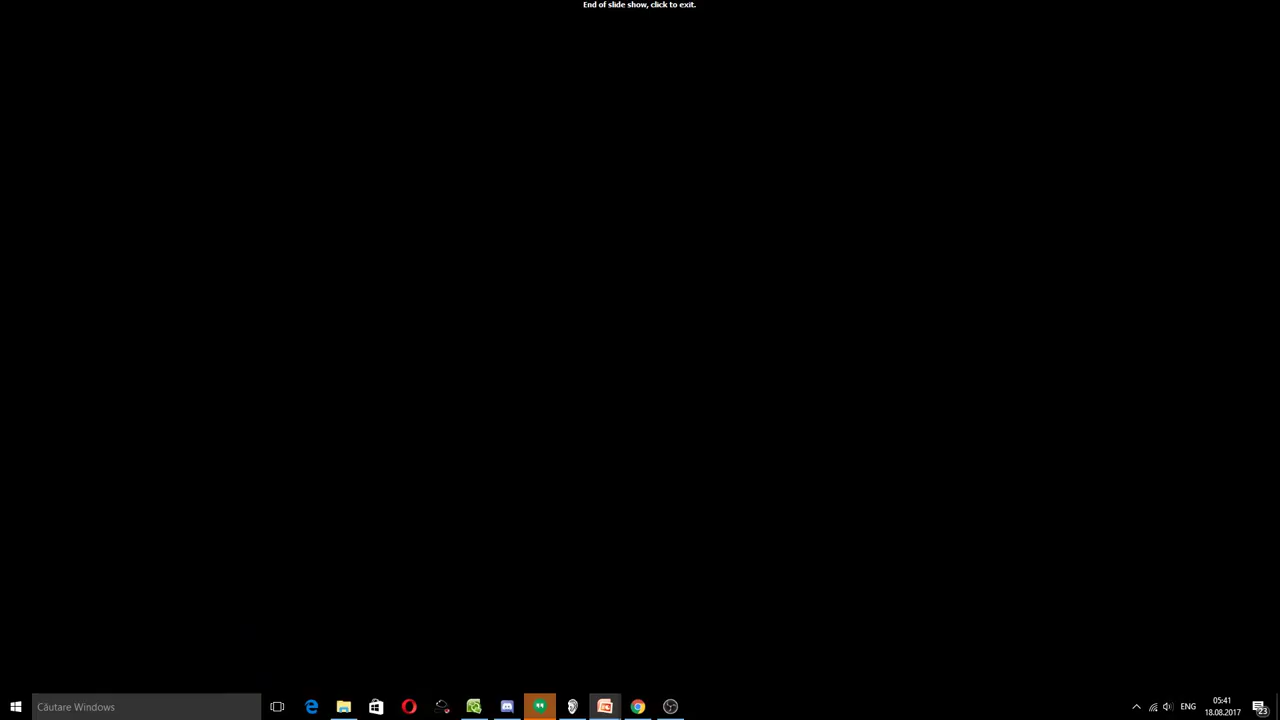 End of slide show, click to exit.
Căutare Windows
ENG
05:41
18.08.2017
23